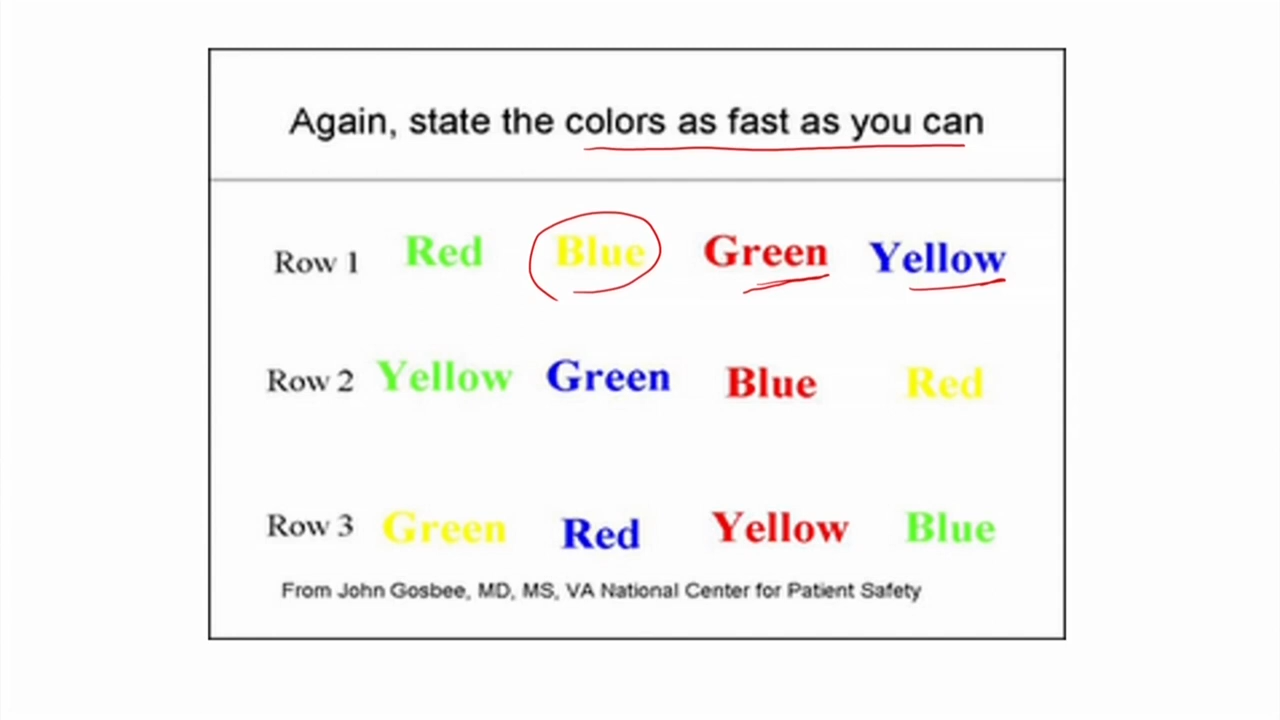 Again, state the colors as fast as you can
Row 1 Red Blue Green Yellow
Row 2 Yellow Green Blue Red
Row 3 Green Red Yellow Blue
From John Gosbee, MD, MS, VA National Center for Patient Safety